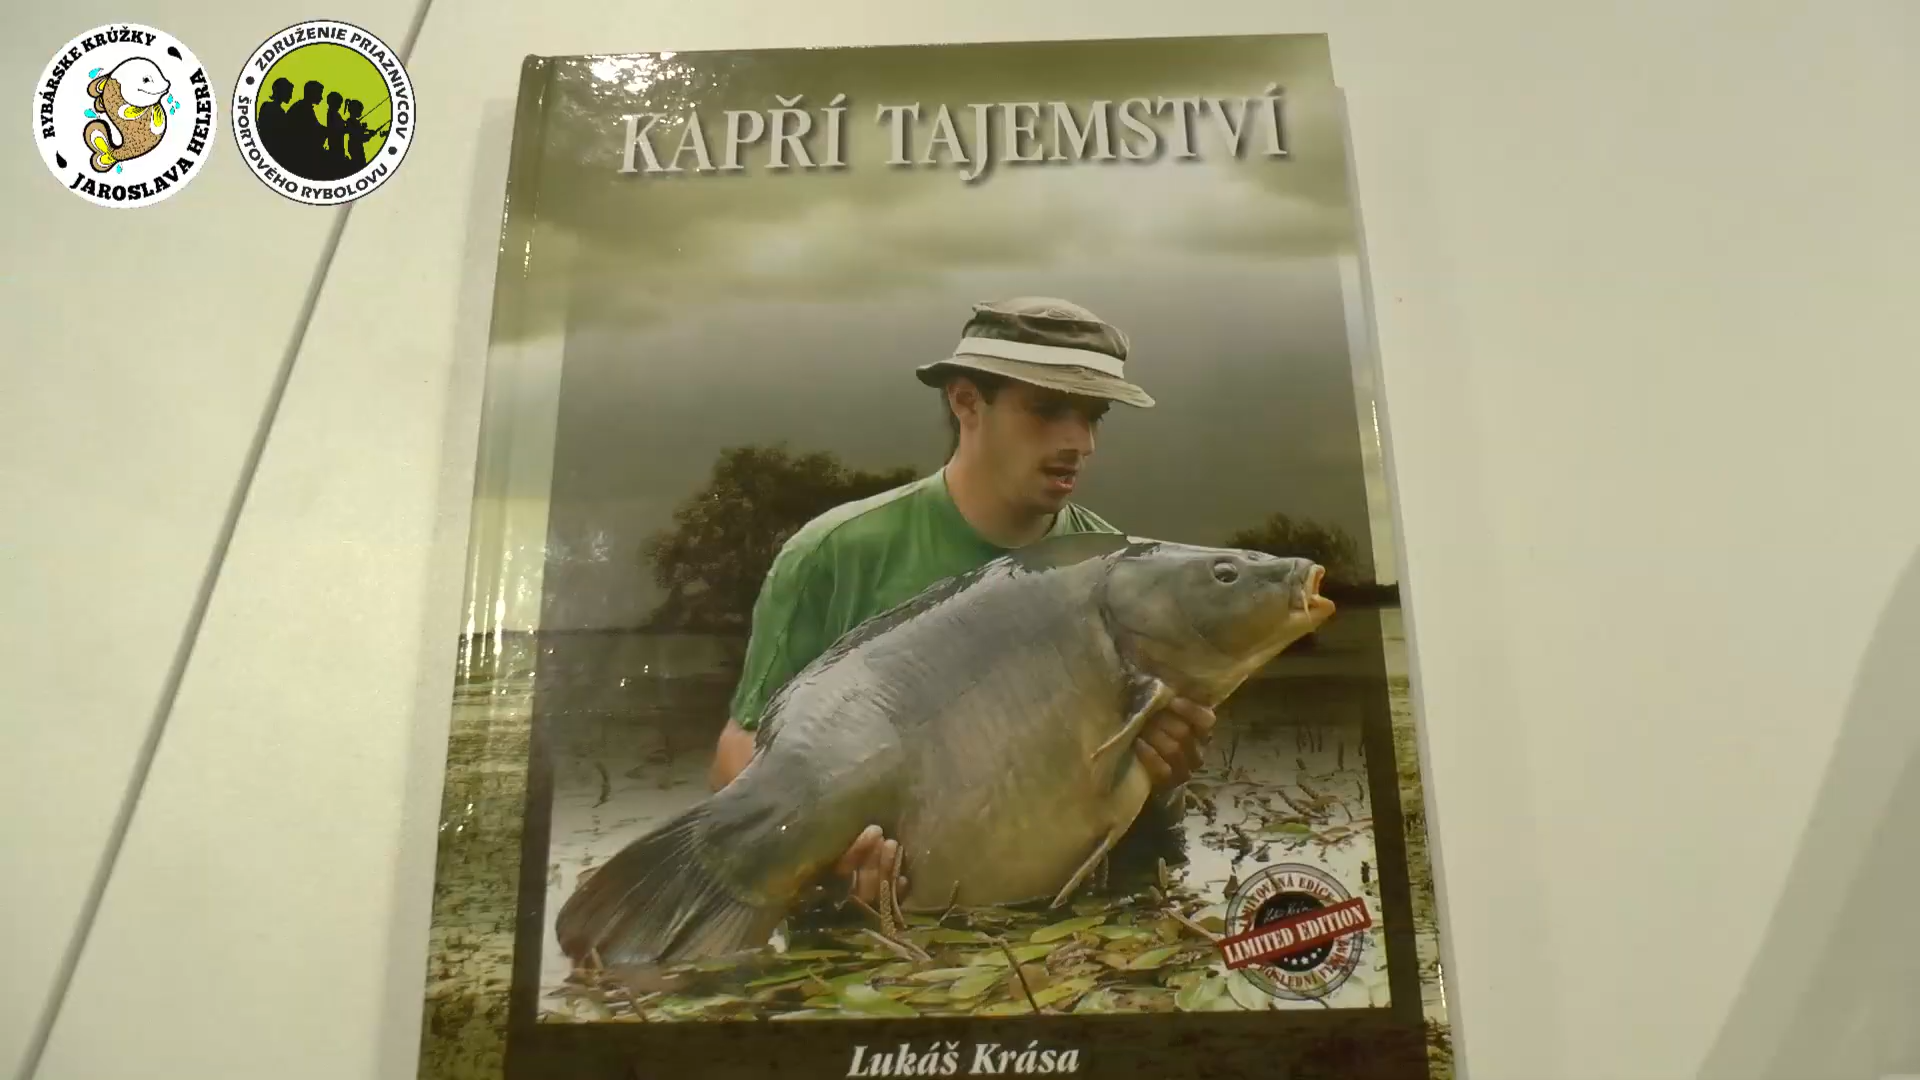 RYBÁRSKE KRÚŽKY
JAROSLAVA HELERA
ZDRUŽENIE PRIAZNIVCOV
ŠPORTOVÉHO RYBOLOVU
KAPŘÍ TAJEMSTVÍ
LIMITED EDITION
Lukáš Krása